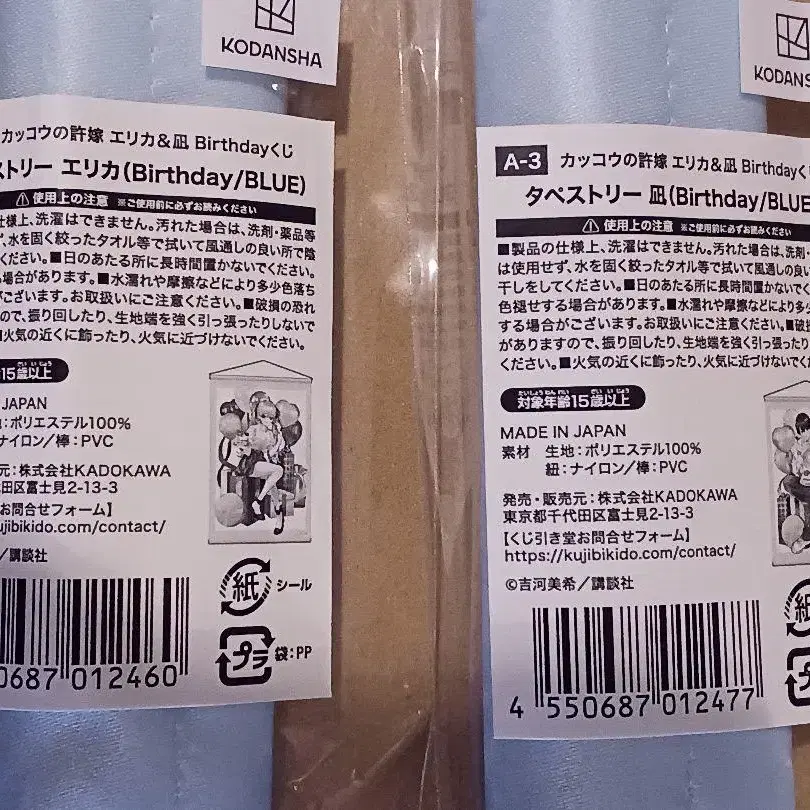 KODANSHA
カッコウの許嫁 エリカ&凪 Birthdayくじ
ストリー エリカ(Birthday/BLUE)
使用上の注意 ※ご使用前に必ずお読みください
仕様上、洗濯はできません。汚れた場合は、洗剤・薬品等
ず、水を固く絞ったタオル等で拭いて風通しの良い所で陰
ください。■日のあたる所に長時間置かないでください。
る場合があります。■水濡れや摩擦などにより多少色落ち
がございます。お取扱いにご注意ください。■破損の恐れ
ので、振り回したり、生地端を強く引っ張ったりしないで
■火気の近くに飾ったり、火気に近づけないでください。
15歳以上
JAPAN
:ポリエステル100%
ナイロン/棒:PVC
元:株式会社KADOKAWA
代田区富士見2-13-3
お問合せフォーム】
kujibikido.com/contact/
/講談社
紙 シール
プラ 袋:PP
0687 012460
KODANSHA
A-3 カッコウの許嫁 エリカ&凪 Birthdayく
タペストリー 凪(Birthday/BLUE
使用上の注意 ※ご使用前に必ずお読みください
■製品の仕様上、洗濯はできません。汚れた場合は、洗剤・
は使用せず、水を固く絞ったタオル等で拭いて風通しの良い
干しをしてください。■日のあたる所に長時間置かないでく
色褪せする場合があります。■水濡れや摩擦などにより多少
する場合がございます。お取扱いにご注意ください。■破損
がありますので、振り回したり、生地端を強く引っ張ったり
ください。■火気の近くに飾ったり、火気に近づけないでくだ
対象年齢15歳以上
MADE IN JAPAN
素材 生地:ポリエステル100%
紐:ナイロン/棒:PVC
発売・販売元:株式会社KADOKAWA
東京都千代田区富士見2-13-3
【くじ引き堂お問合せフォーム】
https://kujibikido.com/contact/
©吉河美希/講談社
紙
4 550687 012477